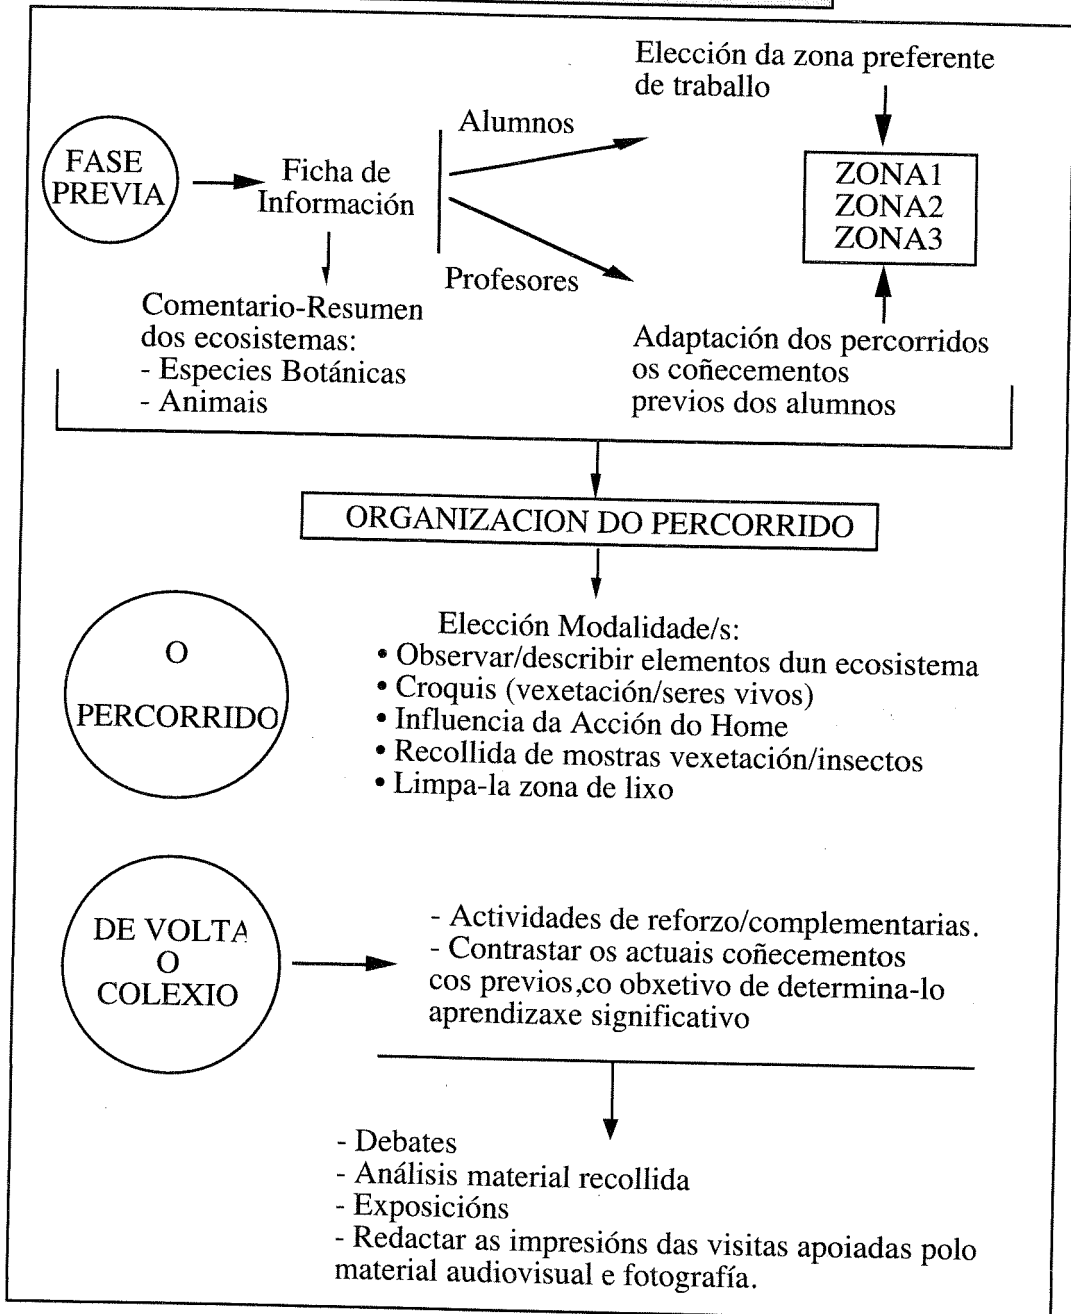 Elección da zona preferente
de traballo
Alumnos
FASE
PREVIA
Ficha de
Información
ZONA1
ZONA2
ZONA3
Profesores
Comentario-Resumen
dos ecosistemas:
- Especies Botánicas
- Animais
Adaptación dos percorridos
os coñecementos
previos dos alumnos
ORGANIZACION DO PERCORRIDO
O
PERCORRIDO
Elección Modalidade/s:
• Observar/describir elementos dun ecosistema
• Croquis (vexetación/seres vivos)
• Influencia da Acción do Home
• Recollida de mostras vexetación/insectos
• Limpa-la zona de lixo
DE VOLTA
O
COLEXIO
- Actividades de reforzo/complementarias.
- Contrastar os actuais coñecementos
cos previos,co obxetivo de determina-lo
aprendizaxe significativo
- Debates
- Análisis material recollida
- Exposicións
- Redactar as impresións das visitas apoiadas polo
material audiovisual e fotografía.